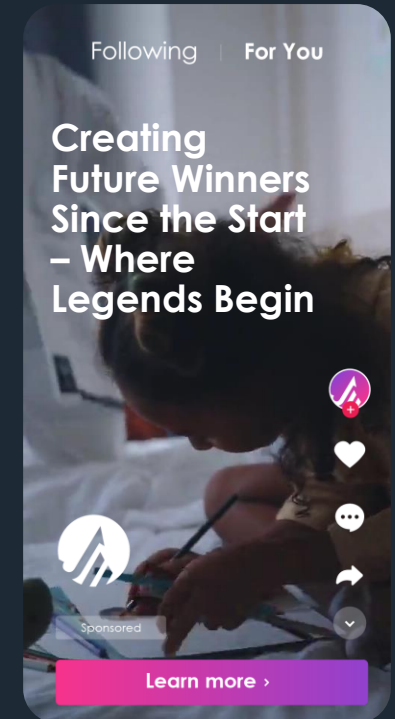 Following | For You
Creating
Future Winners
Since the Start
– Where
Legends Begin
Sponsored
Learn more ›